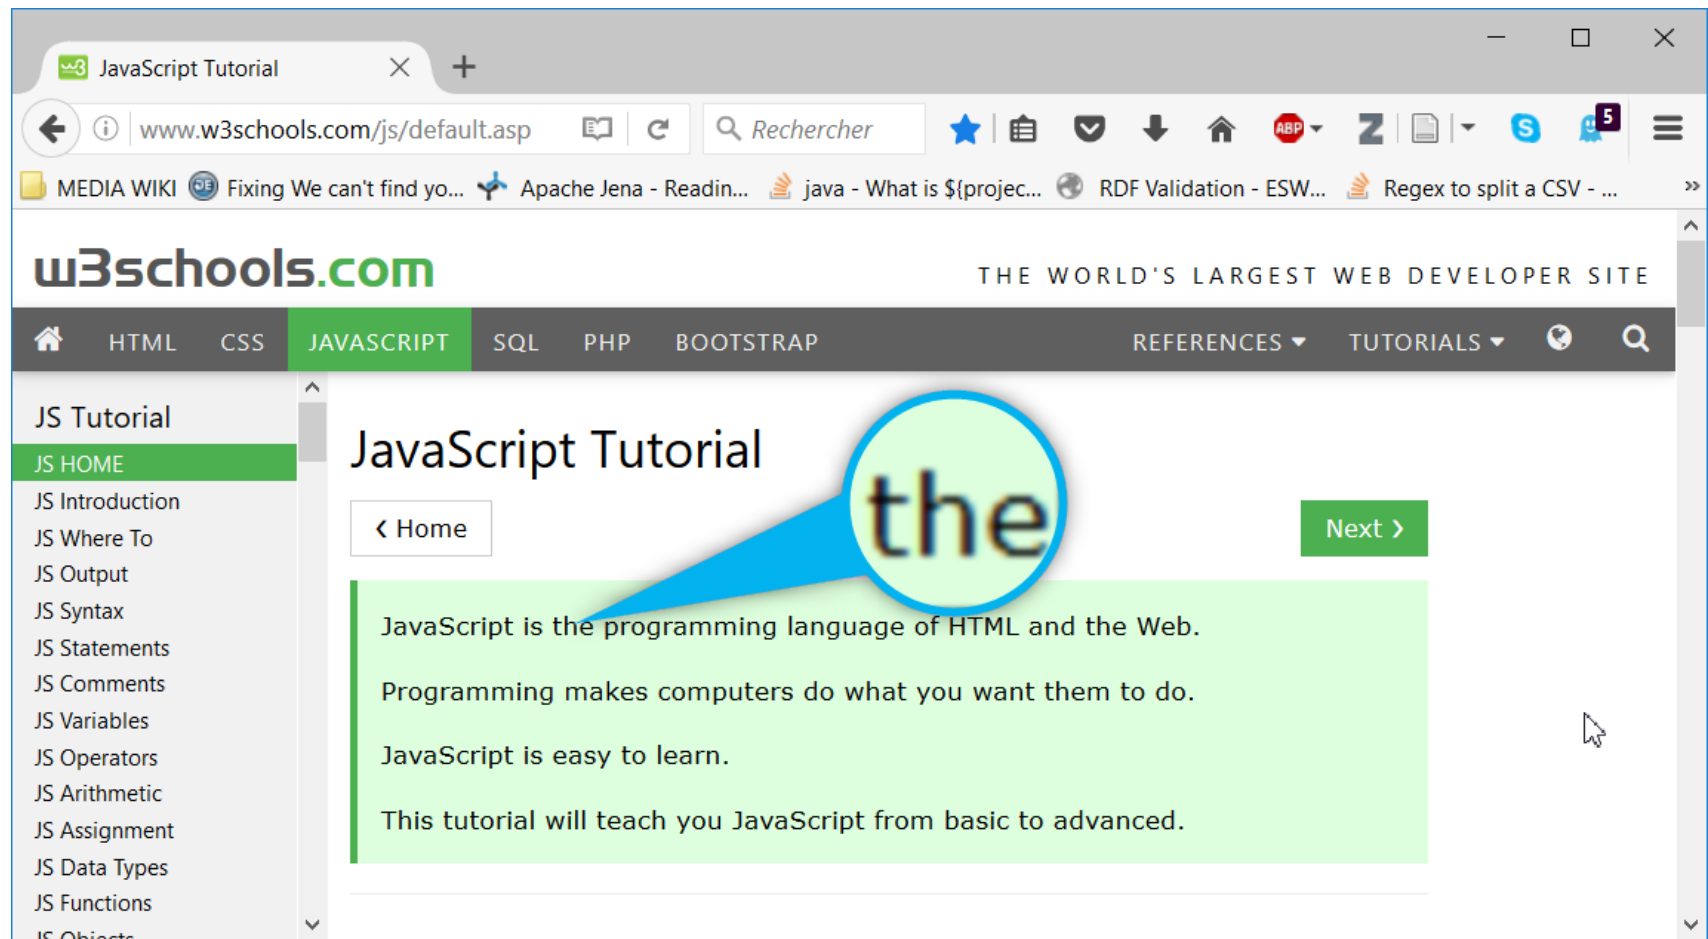 JavaScript Tutorial
www.w3schools.com/js/default.asp
Rechercher
ABP
Z
S
5
MEDIA WIKI
Fixing We can't find yo...
Apache Jena - Readin...
java - What is ${projec...
RDF Validation - ESW...
Regex to split a CSV - ...
w3schools.com
THE WORLD'S LARGEST WEB DEVELOPER SITE
HTML CSS JAVASCRIPT SQL PHP BOOTSTRAP REFERENCES TUTORIALS
JS Tutorial
JS HOME
JS Introduction
JS Where To
JS Output
JS Syntax
JS Statements
JS Comments
JS Variables
JS Operators
JS Arithmetic
JS Assignment
JS Data Types
JS Functions
JS Objects
JavaScript Tutorial
the
❮ Home
Next ❯
JavaScript is the programming language of HTML and the Web.
Programming makes computers do what you want them to do.
JavaScript is easy to learn.
This tutorial will teach you JavaScript from basic to advanced.